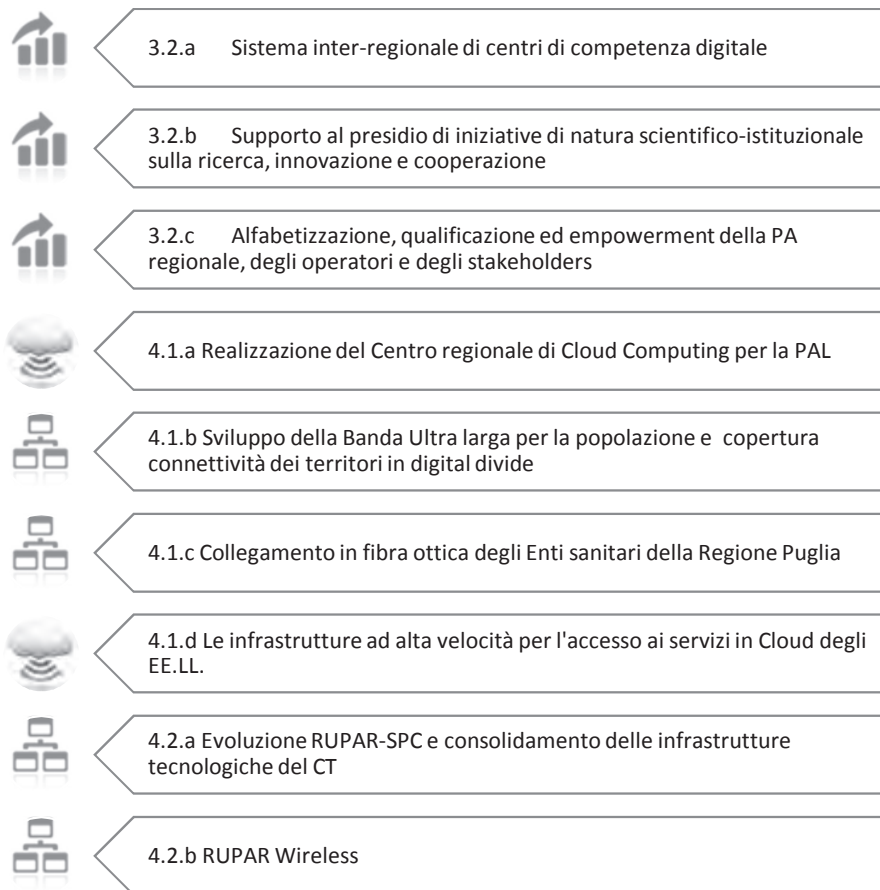 3.2.a Sistema inter-regionale di centri di competenza digitale
3.2.b Supporto al presidio di iniziative di natura scientifico-istituzionale
sulla ricerca, innovazione e cooperazione
3.2.c Alfabetizzazione, qualificazione ed empowerment della PA
regionale, degli operatori e degli stakeholders
4.1.a Realizzazione del Centro regionale di Cloud Computing per la PAL
4.1.b Sviluppo della Banda Ultra larga per la popolazione e copertura
connettività dei territori in digital divide
4.1.c Collegamento in fibra ottica degli Enti sanitari della Regione Puglia
4.1.d Le infrastrutture ad alta velocità per l'accesso ai servizi in Cloud degli
EE.LL.
4.2.a Evoluzione RUPAR-SPC e consolidamento delle infrastrutture
tecnologiche del CT
4.2.b RUPAR Wireless